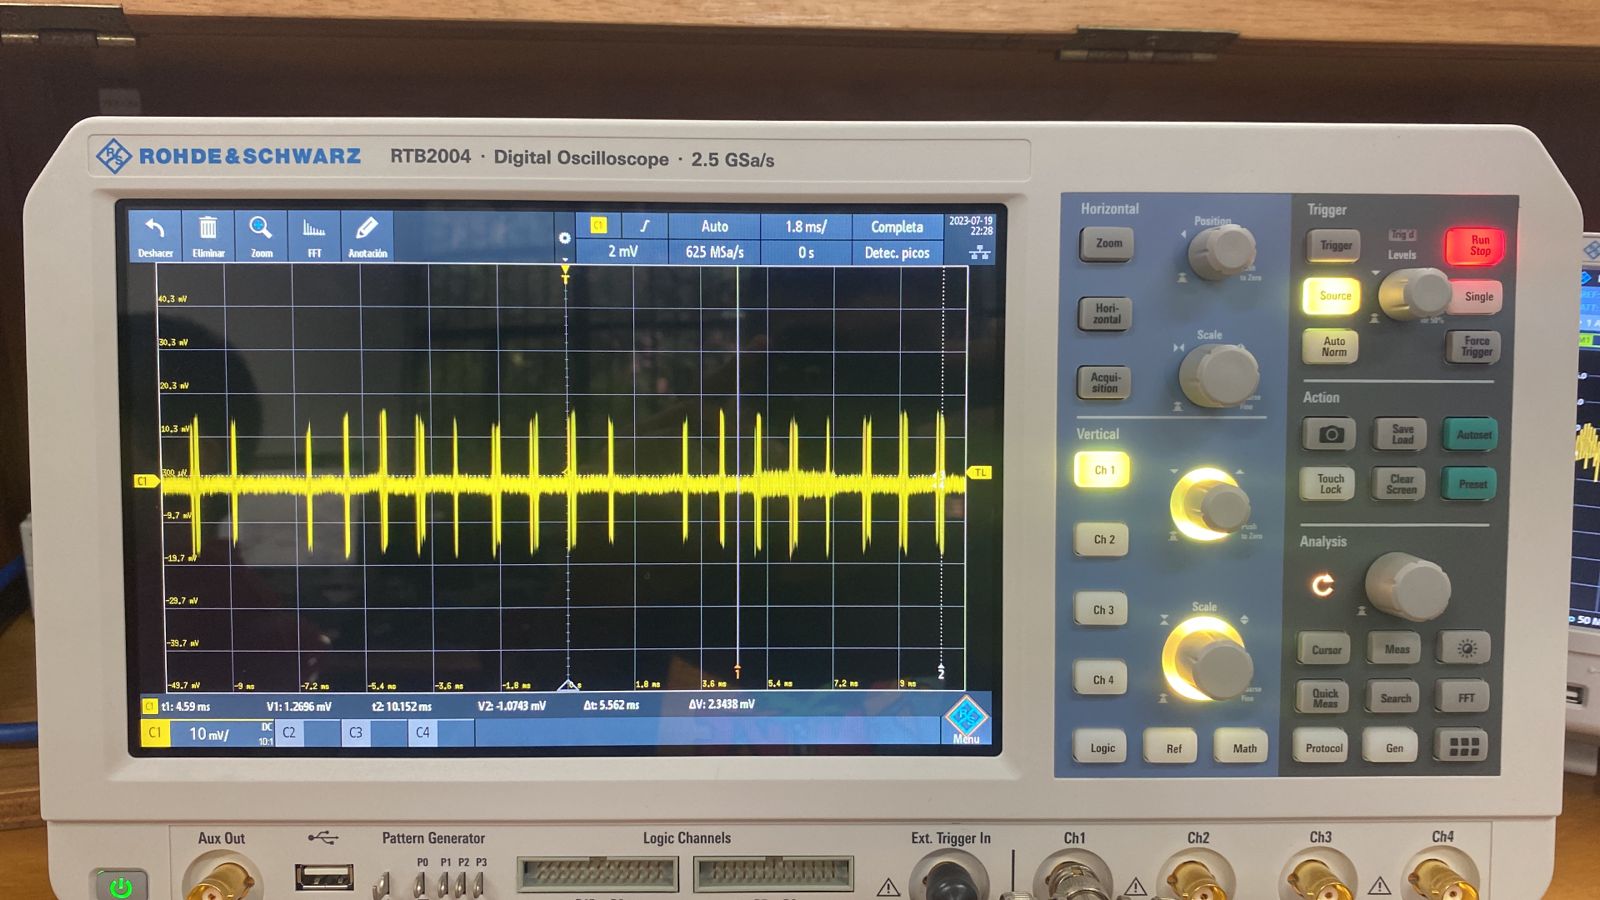 ROHDE&SCHWARZ RTB2004 · Digital Oscilloscope · 2.5 GSa/s
Deshacer Eliminar Zoom FFT Anotación
C1 Auto 1.8 ms/ Completa 2023-07-19
22:28
2 mV 625 MSa/s 0 s Detec. picos
40.3 mV
30.3 mV
20.3 mV
10.3 mV
300 µV
C1
TL
-9.7 mV
-19.7 mV
-29.7 mV
-39.7 mV
-49.7 mV
-9 ms -7.2 ms -5.4 ms -3.6 ms -1.8 ms 0 s 1.8 ms 3.6 ms 5.4 ms 7.2 ms 9 ms
1 2
C1 t1: 4.59 ms V1: 1.2696 mV t2: 10.152 ms V2: -1.0743 mV Δt: 5.562 ms ΔV: 2.3438 mV
C1 10 mV/ DC
10:1
C2 C3 C4 Menu
Horizontal
Position
Zoom
Hori-
zontal
Scale
Acqui-
sition
Vertical
Ch 1
Ch 2
Ch 3
Scale
Ch 4
Logic Ref Math
Trigger
Trigger Trig'd Run
Stop
Levels
Source Single
Auto
Norm
Force
Trigger
Action
Save
Load
Autoset
Touch
Lock
Clear
Screen
Preset
Analysis
Cursor Meas
Quick
Meas
Search FFT
Protocol Gen
Aux Out Pattern Generator Logic Channels Ext. Trigger In Ch1 Ch2 Ch3 Ch4
P0 P1 P2 P3